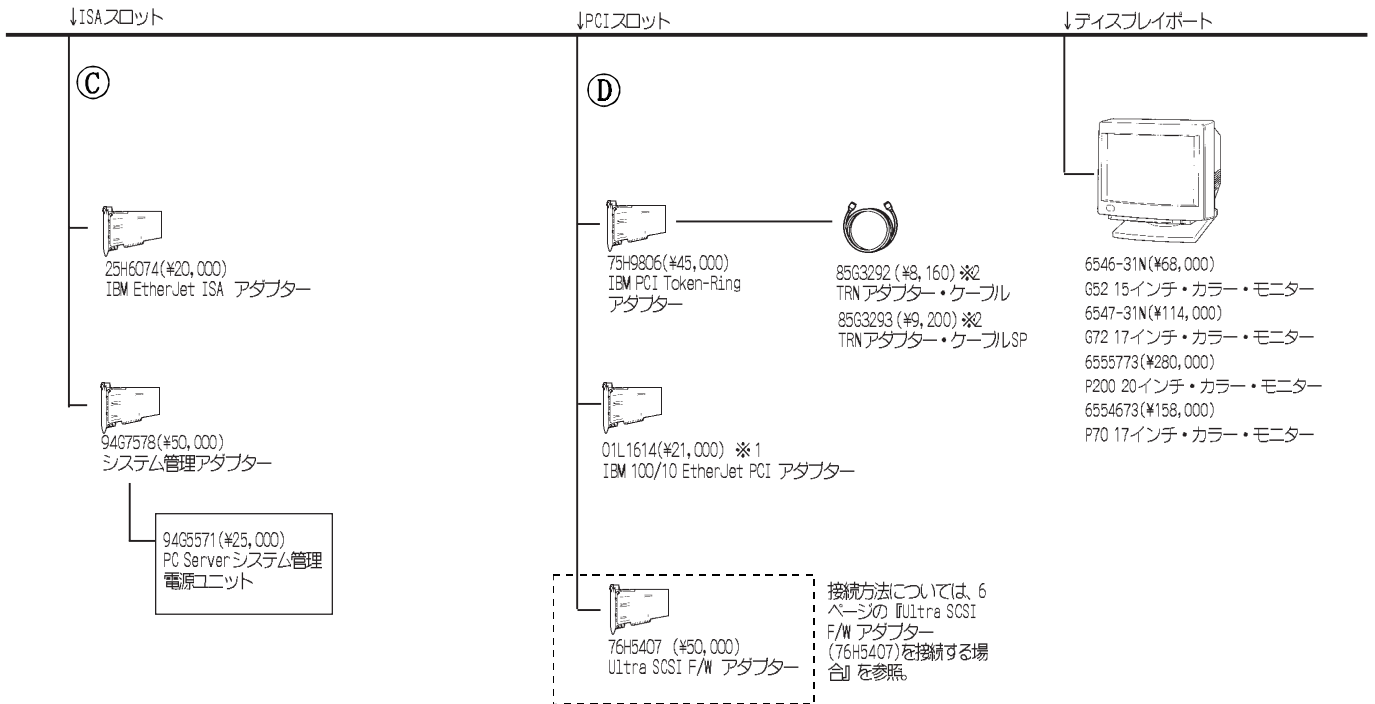 ↓ISAスロット
Ⓒ
25H6074(¥20,000)
IBM EtherJet ISA アダプター
94G7578(¥50,000)
システム管理アダプター
94G5571(¥25,000)
PC Serverシステム管理
電源ユニット
↓PCIスロット
Ⓓ
75H9806(¥45,000)
IBM PCI Token-Ring
アダプター
85G3292(¥8,160)※2
TRNアダプター・ケーブル
85G3293(¥9,200)※2
TRNアダプター・ケーブルSP
01L1614(¥21,000) ※1
IBM 100/10 EtherJet PCI アダプター
76H5407 (¥50,000)
Ultra SCSI F/W アダプター
接続方法については、6
ページの『Ultra SCSI
F/W アダプター
(76H5407)を接続する場
合』を参照。
↓ディスプレイポート
6546-31N(¥68,000)
G52 15インチ・カラー・モニター
6547-31N(¥114,000)
G72 17インチ・カラー・モニター
6555773(¥280,000)
P200 20インチ・カラー・モニター
6554673(¥158,000)
P70 17インチ・カラー・モニター